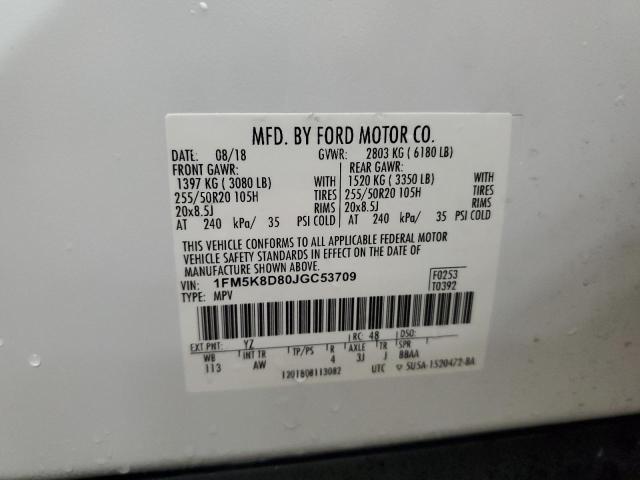 MFD. BY FORD MOTOR CO.
DATE: 08/18 GVWR: 2803 KG ( 6180 LB)
FRONT GAWR: REAR GAWR:
1397 KG ( 3080 LB) WITH 1520 KG ( 3350 LB) WITH
255/50R20 105H TIRES 255/50R20 105H TIRES
20x8.5J RIMS 20x8.5J RIMS
AT 240 kPa/ 35 PSI COLD AT 240 kPa/ 35 PSI COLD
THIS VEHICLE CONFORMS TO ALL APPLICABLE FEDERAL MOTOR
VEHICLE SAFETY STANDARDS IN EFFECT ON THE DATE OF
MANUFACTURE SHOWN ABOVE.
VIN: 1FM5K8D80JGC53709 F0253
TYPE: MPV T0392
EXT PNT: YZ RC: 48 DSO:
WB INT TR TP/PS R AXLE TR SPR
113 AW 4 3J J BBAA
1201808113082 UTC 5U5A-1520472-BA